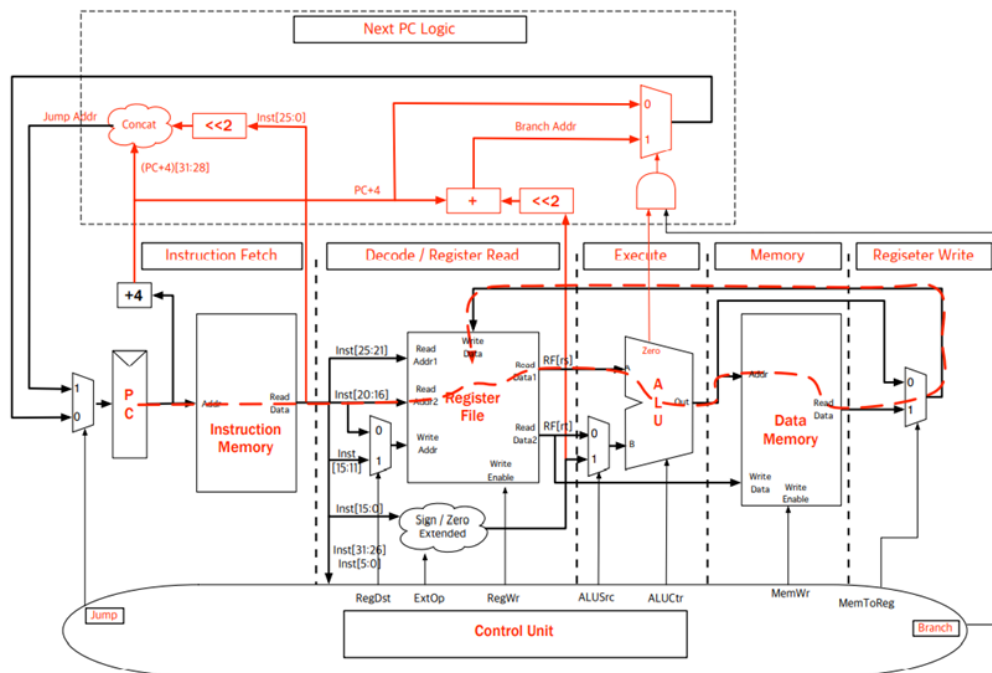 Next PC Logic
Jump Addr
Concat
<<2
Inst[25:0]
0
Branch Addr
1
(PC+4)[31:28]
PC+4
+
<<2
Instruction Fetch
Decode / Register Read
Execute
Memory
Regiseter Write
+4
Write
Data
Zero
Inst[25:21]
Read
Addr1
Read
Data1
RF[rs]
A
Addr
1
0
P
C
Addr
Read
Data
Instruction
Memory
Inst[20:16]
Read
Addr2
Register
File
A
L
U
Out
Read
Data
Data
Memory
0
1
0
1
Inst
[15:11]
Write
Addr
Read
Data2
RF[rt]
0
1
B
Write
Enable
Write
Data
Write
Enable
Inst[15:0]
Sign / Zero
Extended
Inst[31:26]
Inst[5:0]
RegDst
ExtOp
RegWr
ALUSrc
ALUCtr
MemWr
MemToReg
Jump
Control Unit
Branch